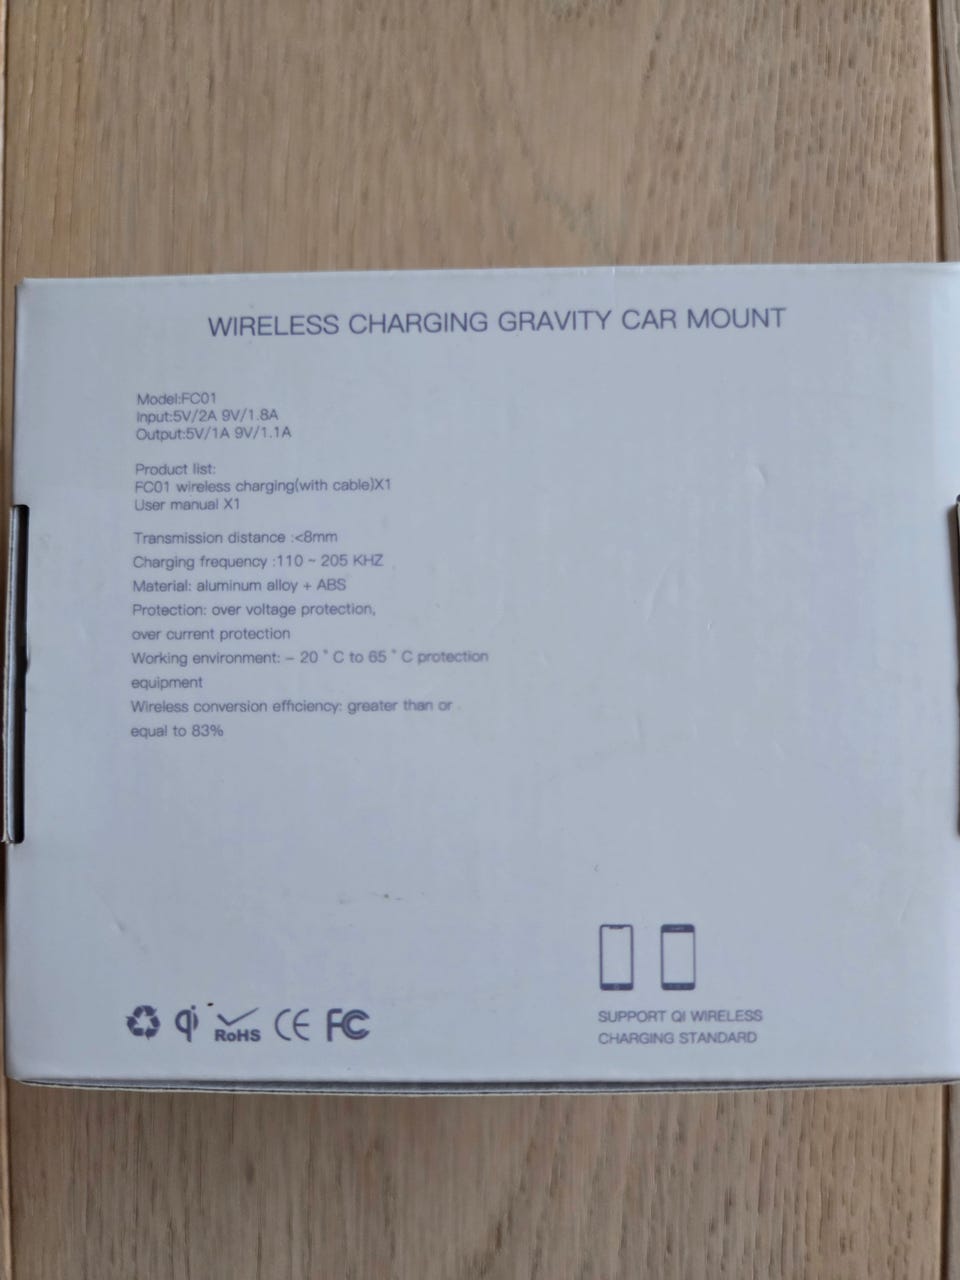 WIRELESS CHARGING GRAVITY CAR MOUNT
Model:FC01
Input:5V/2A 9V/1.8A
Output:5V/1A 9V/1.1A
Product list:
FC01 wireless charging(with cable)X1
User manual X1
Transmission distance :<8mm
Charging frequency :110 ~ 205 KHZ
Material: aluminum alloy + ABS
Protection: over voltage protection,
over current protection
Working environment: – 20 ° C to 65 ° C protection
equipment
Wireless conversion efficiency: greater than or
equal to 83%
qi RoHS CE FC
SUPPORT QI WIRELESS
CHARGING STANDARD